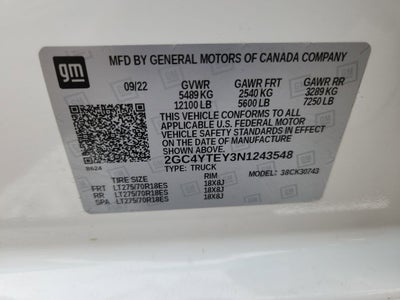 gm
MFD BY GENERAL MOTORS OF CANADA COMPANY
09/22 GVWR GAWR FRT GAWR RR
5489 KG 2540 KG 3289 KG
12100 LB 5600 LB 7250 LB
THIS VEHICLE CONFORMS TO ALL APPLICABLE
U.S. FEDERAL MOTOR VEHICLE SAFETY
STANDARDS IN EFFECT ON THE DATE OF
MANUFACTURE SHOWN ABOVE.
2GC4YTEY3N1243548
TYPE: TRUCK 38CK30743
TIRE SIZE RIM
FRT LT275/70R18ES 18X8J
RR LT275/70R18ES 18X8J
SPA LT275/70R18ES 18X8J